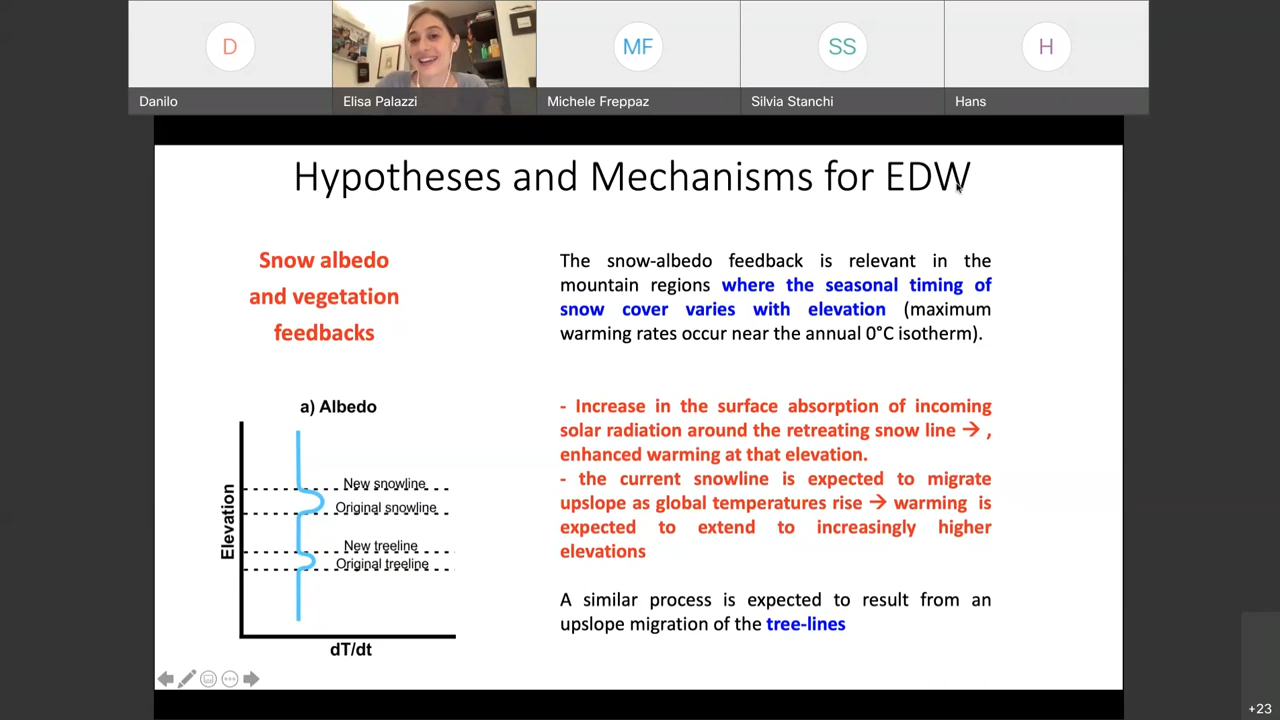 D
MF
SS
H
Danilo
Elisa Palazzi
Michele Freppaz
Silvia Stanchi
Hans
Hypotheses and Mechanisms for EDW
Snow albedo
and vegetation
feedbacks
The snow-albedo feedback is relevant in the
mountain regions where the seasonal timing of
snow cover varies with elevation (maximum
warming rates occur near the annual 0°C isotherm).
a) Albedo
Elevation
New snowline
Original snowline
New treeline
Original treeline
dT/dt
- Increase in the surface absorption of incoming
solar radiation around the retreating snow line → ,
enhanced warming at that elevation.
- the current snowline is expected to migrate
upslope as global temperatures rise → warming is
expected to extend to increasingly higher
elevations
A similar process is expected to result from an
upslope migration of the tree-lines
+23